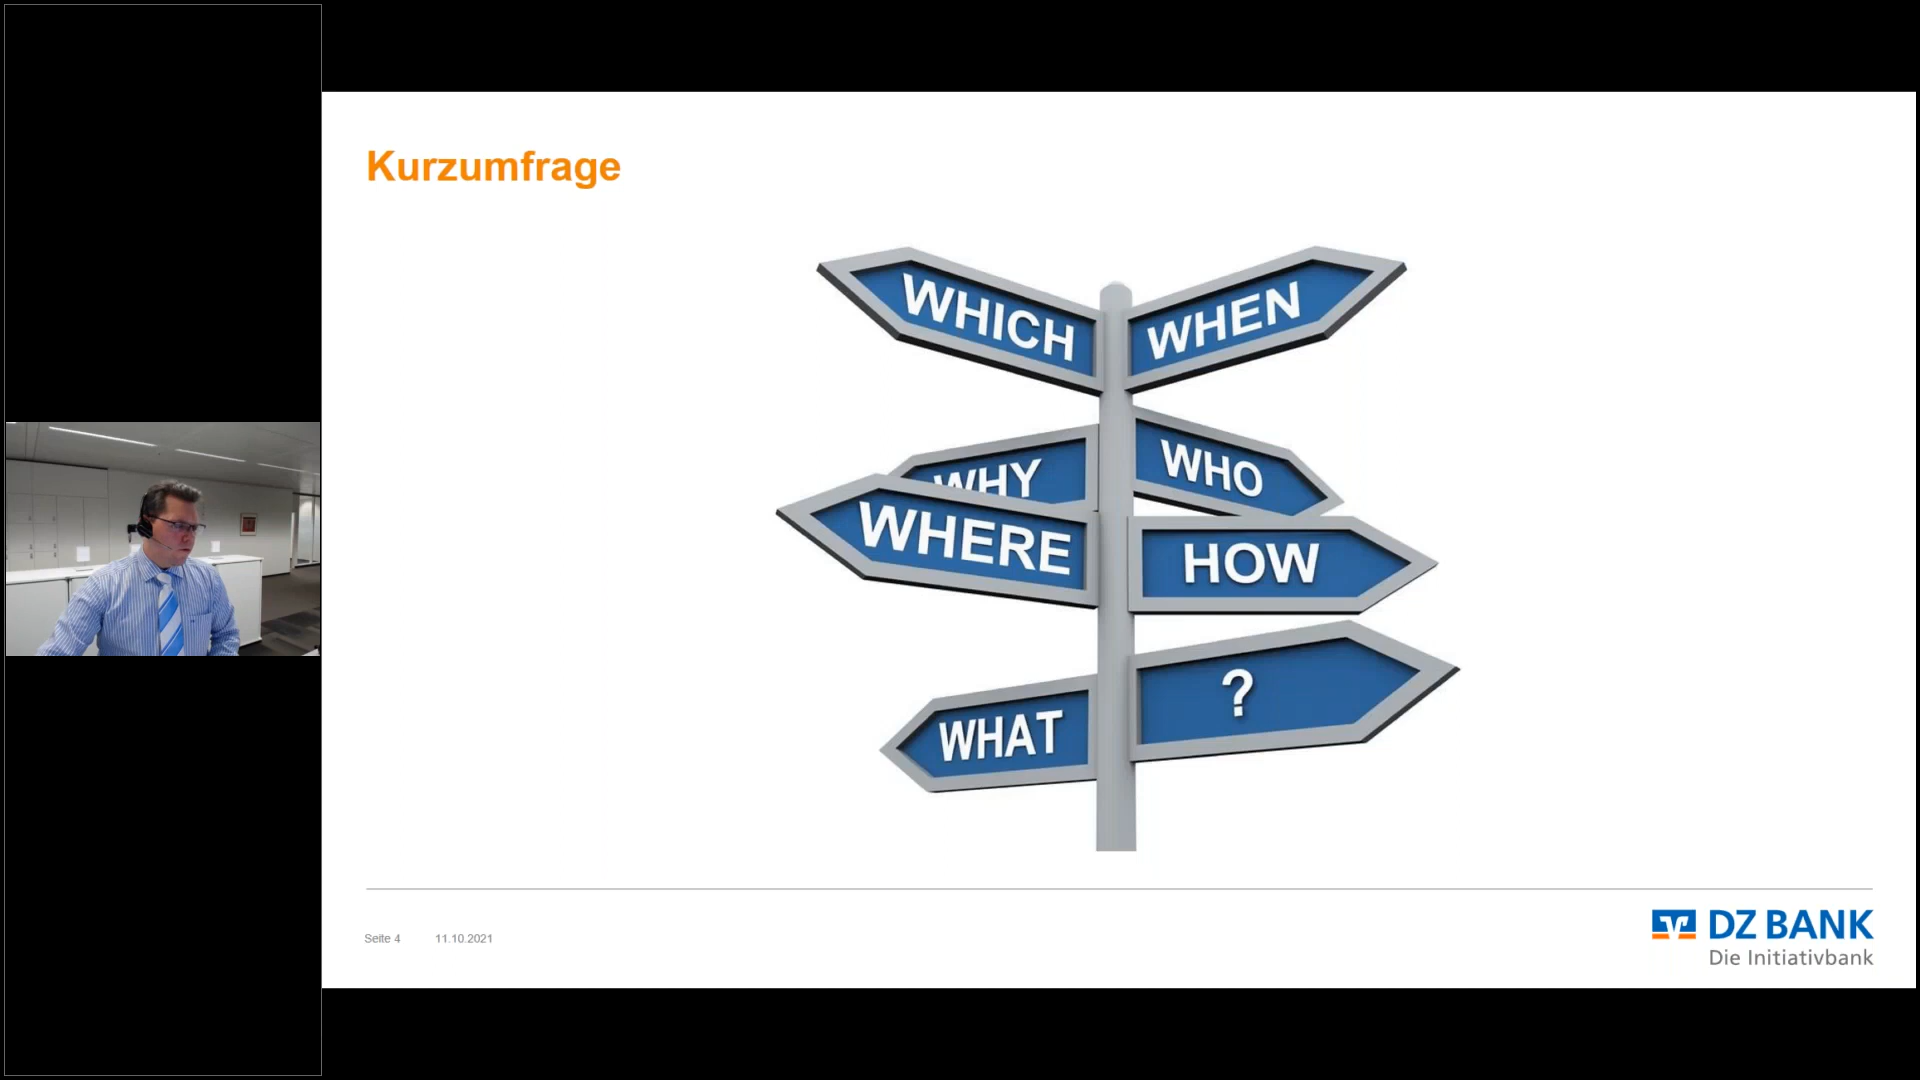 Kurzumfrage
WHICH
WHEN
WHY
WHO
WHERE
HOW
?
WHAT
Seite 4 11.10.2021
DZ BANK
Die Initiativbank